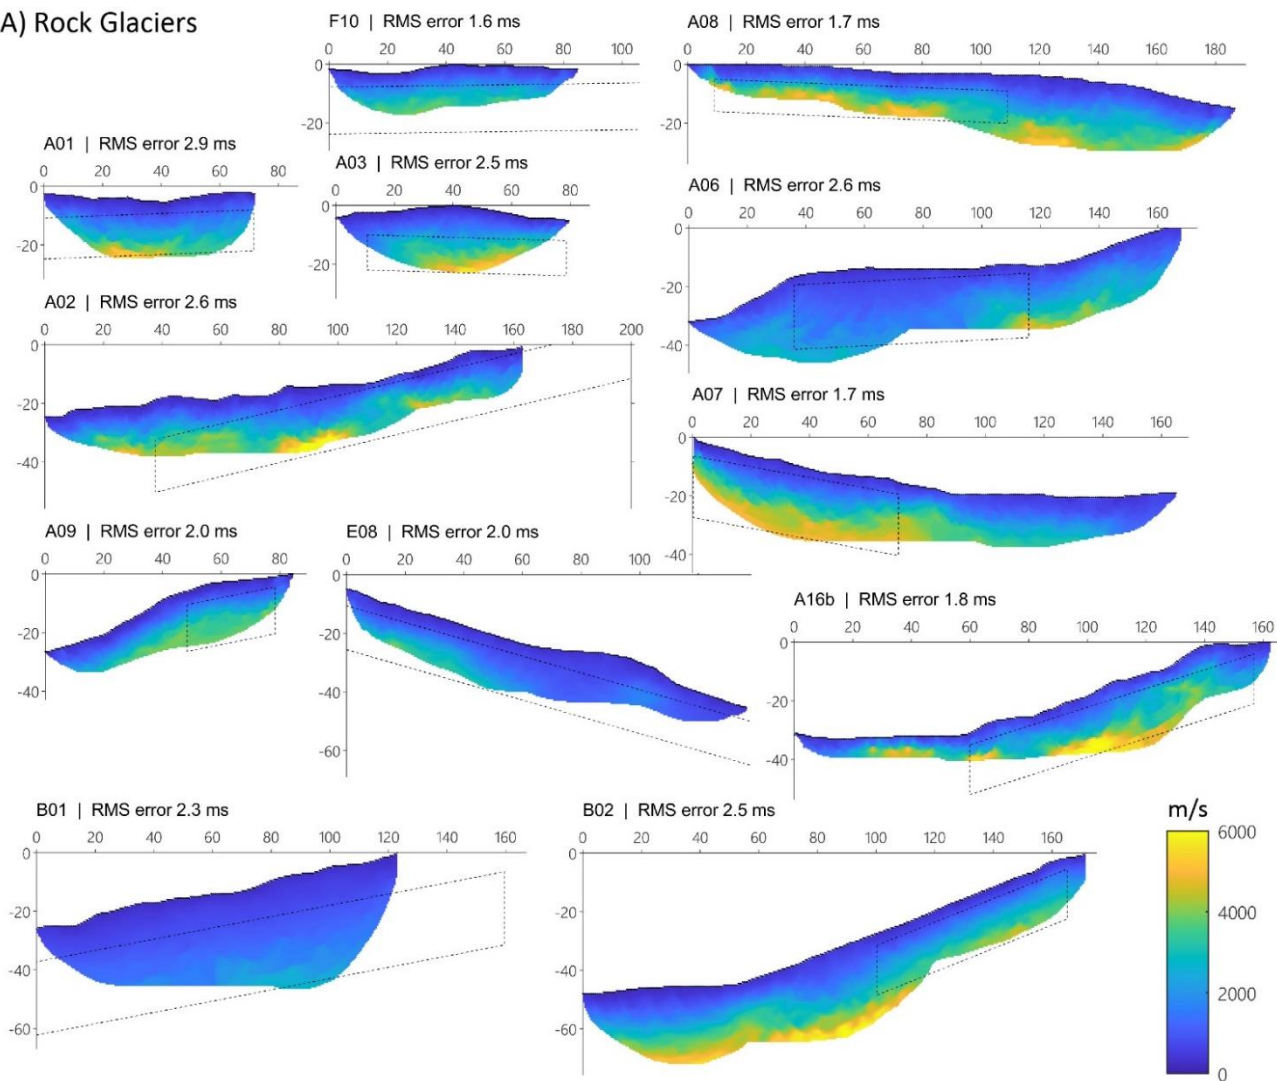 A) Rock Glaciers
F10 | RMS error 1.6 ms
0 20 40 60 80 100
0
-20
A08 | RMS error 1.7 ms
0 20 40 60 80 100 120 140 160 180
0
-20
A01 | RMS error 2.9 ms
0 20 40 60 80
0
-20
A03 | RMS error 2.5 ms
0 20 40 60 80
0
-20
A06 | RMS error 2.6 ms
0 20 40 60 80 100 120 140 160
0
-20
-40
A02 | RMS error 2.6 ms
0 20 40 60 80 100 120 140 160 180 200
0
-20
-40
A07 | RMS error 1.7 ms
0 20 40 60 80 100 120 140 160
0
-20
-40
A09 | RMS error 2.0 ms
0 20 40 60 80
0
-20
-40
E08 | RMS error 2.0 ms
0 20 40 60 80 100
0
-20
-40
-60
A16b | RMS error 1.8 ms
0 20 40 60 80 100 120 140 160
0
-20
-40
B01 | RMS error 2.3 ms
0 20 40 60 80 100 120 140 160
0
-20
-40
-60
B02 | RMS error 2.5 ms
0 20 40 60 80 100 120 140 160
0
-20
-40
-60
m/s
6000
4000
2000
0